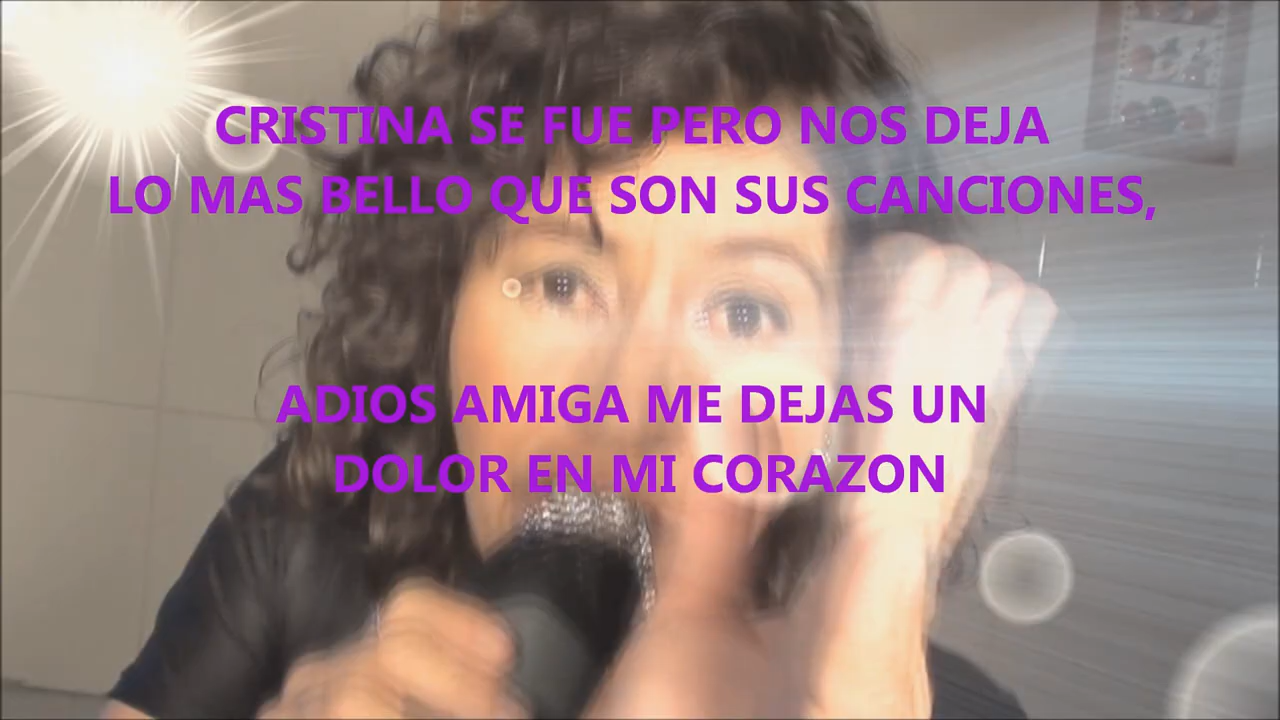 CRISTINA SE FUE PERO NOS DEJA
LO MAS BELLO QUE SON SUS CANCIONES,
ADIOS AMIGA ME DEJAS UN
DOLOR EN MI CORAZON